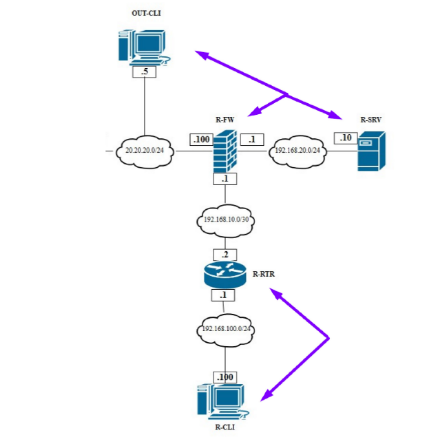 OUT-CLI
.5
R-FW
R-SRV
.100
.1
.10
20.20.20.0/24
192.168.20.0/24
.1
192.168.10.0/30
.2
R-RTR
.1
192.168.100.0/24
.100
R-CLI